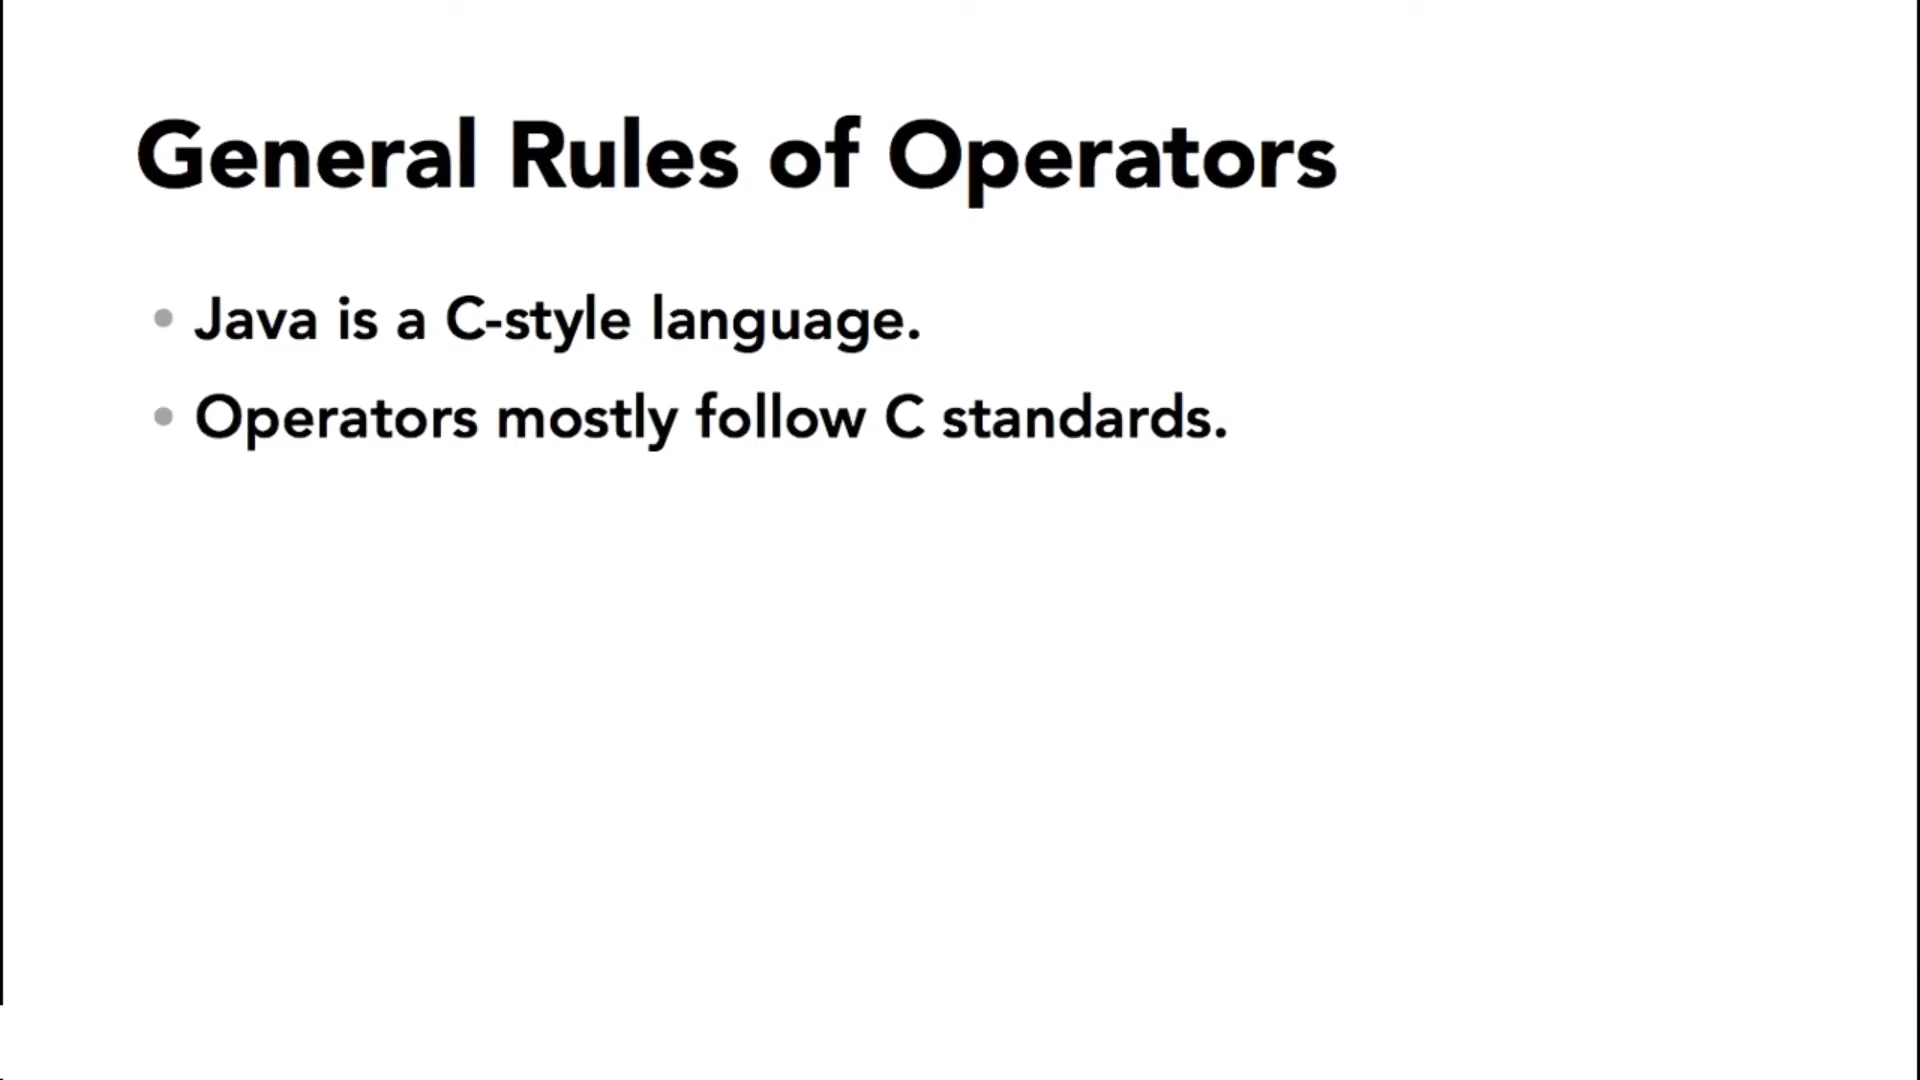 General Rules of Operators
• Java is a C-style language.
• Operators mostly follow C standards.